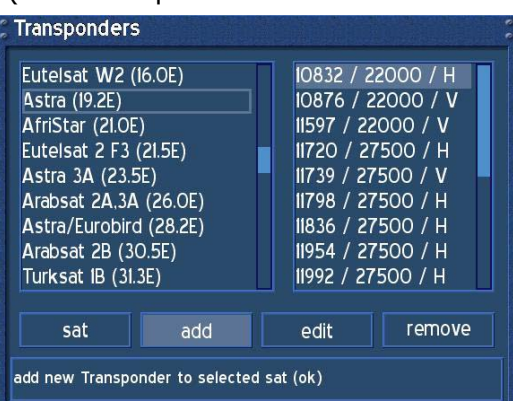 Transponders
Eutelsat W2 (16.0E)
Astra (19.2E)
AfriStar (21.0E)
Eutelsat 2 F3 (21.5E)
Astra 3A (23.5E)
Arabsat 2A,3A (26.0E)
Astra/Eurobird (28.2E)
Arabsat 2B (30.5E)
Turksat 1B (31.3E)
10832 / 22000 / H
10876 / 22000 / V
11597 / 22000 / V
11720 / 27500 / H
11739 / 27500 / V
11798 / 27500 / H
11836 / 27500 / H
11954 / 27500 / H
11992 / 27500 / H
sat add edit remove
add new Transponder to selected sat (ok)